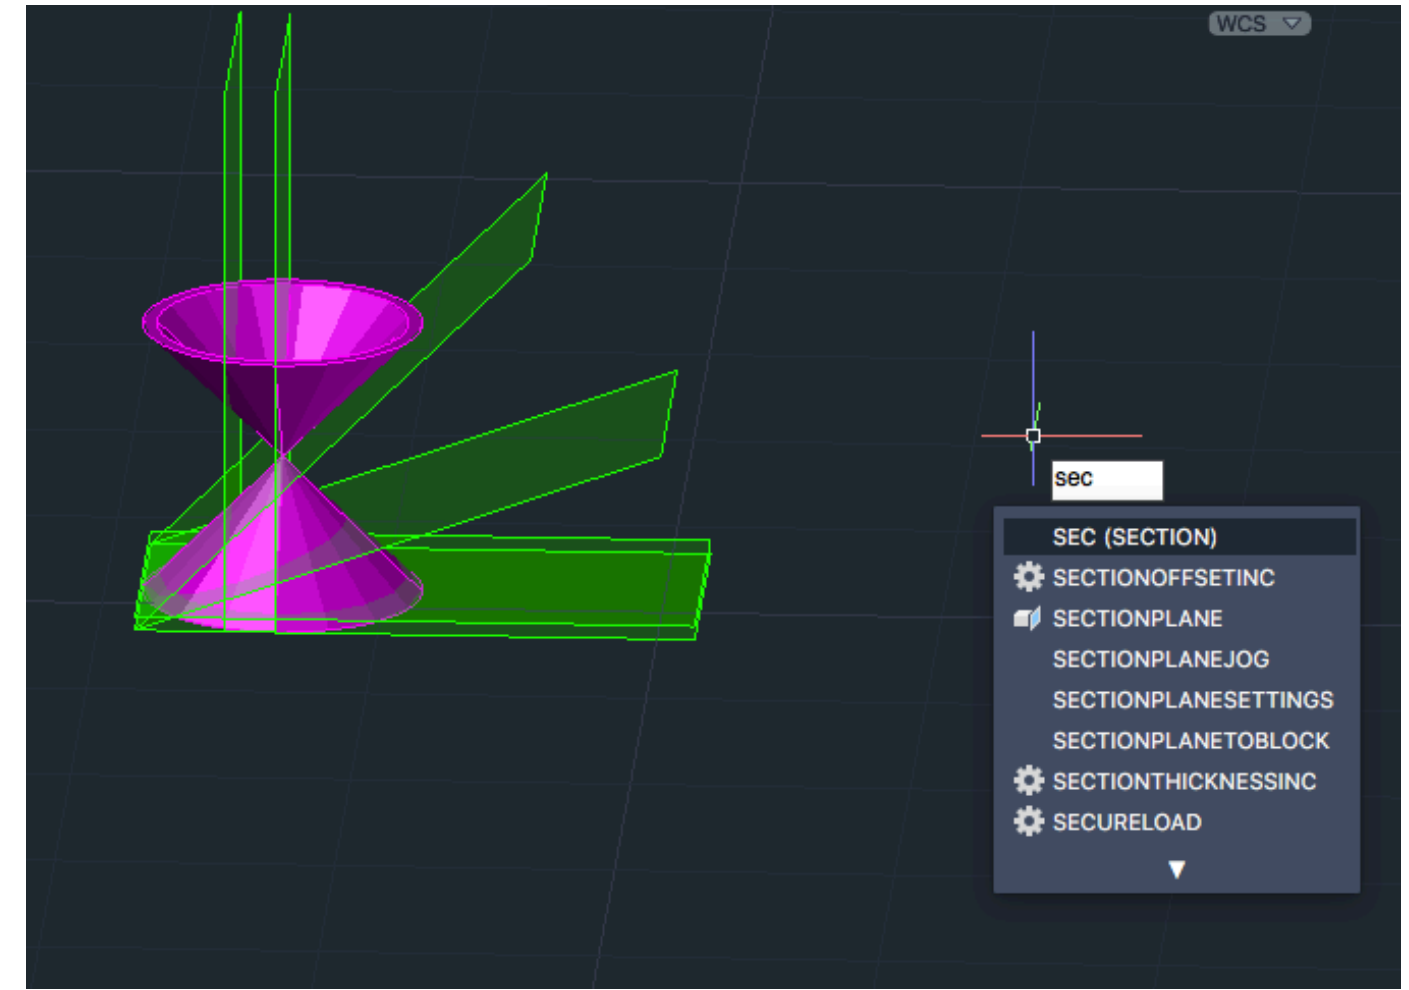 WCS
sec
SEC (SECTION)
SECTIONOFFSETINC
SECTIONPLANE
SECTIONPLANEJOG
SECTIONPLANESETTINGS
SECTIONPLANETOBLOCK
SECTIONTHICKNESSINC
SECURELOAD